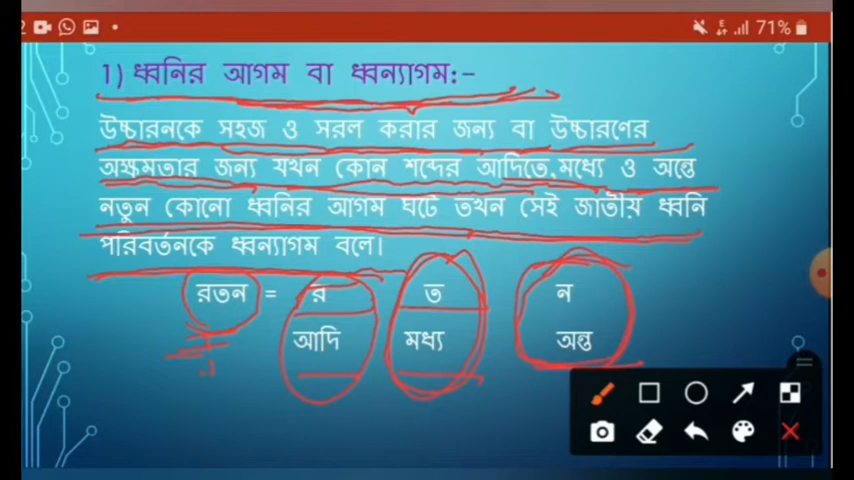 2
71%
1) ধ্বনির আগম বা ধ্বন্যাগম:-
উচ্চারনকে সহজ ও সরল করার জন্য বা উচ্চারণের
অক্ষমতার জন্য যখন কোন শব্দের আদিতে,মধ্যে ও অন্তে
নতুন কোনো ধ্বনির আগম ঘটে তখন সেই জাতীয় ধ্বনি
পরিবর্তনকে ধ্বন্যাগম বলে।
রতন = র ত ন
আদি মধ্য অন্ত